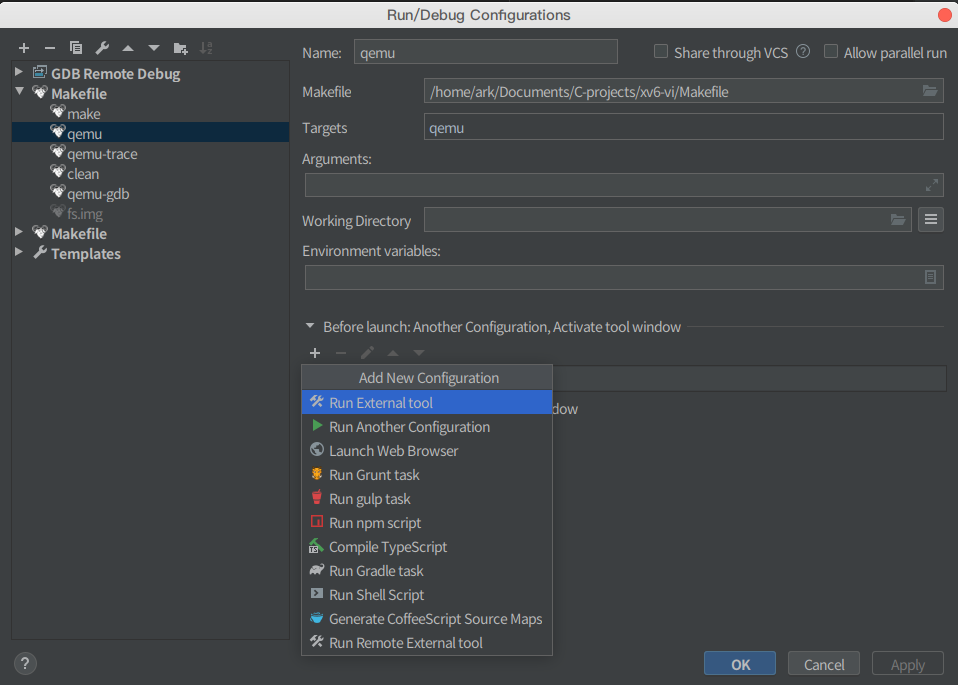 Run/Debug Configurations
Name: qemu Share through VCS ? Allow parallel run
GDB Remote Debug
Makefile
make
qemu
qemu-trace
clean
qemu-gdb
fs.img
Makefile
Templates
Makefile /home/ark/Documents/C-projects/xv6-vi/Makefile
Targets qemu
Arguments:
Working Directory
Environment variables:
Before launch: Another Configuration, Activate tool window
Add New Configuration
Run External tool
dow
Run Another Configuration
Launch Web Browser
Run Grunt task
Run gulp task
Run npm script
TS Compile TypeScript
Run Gradle task
Run Shell Script
Generate CoffeeScript Source Maps
Run Remote External tool
? OK Cancel Apply